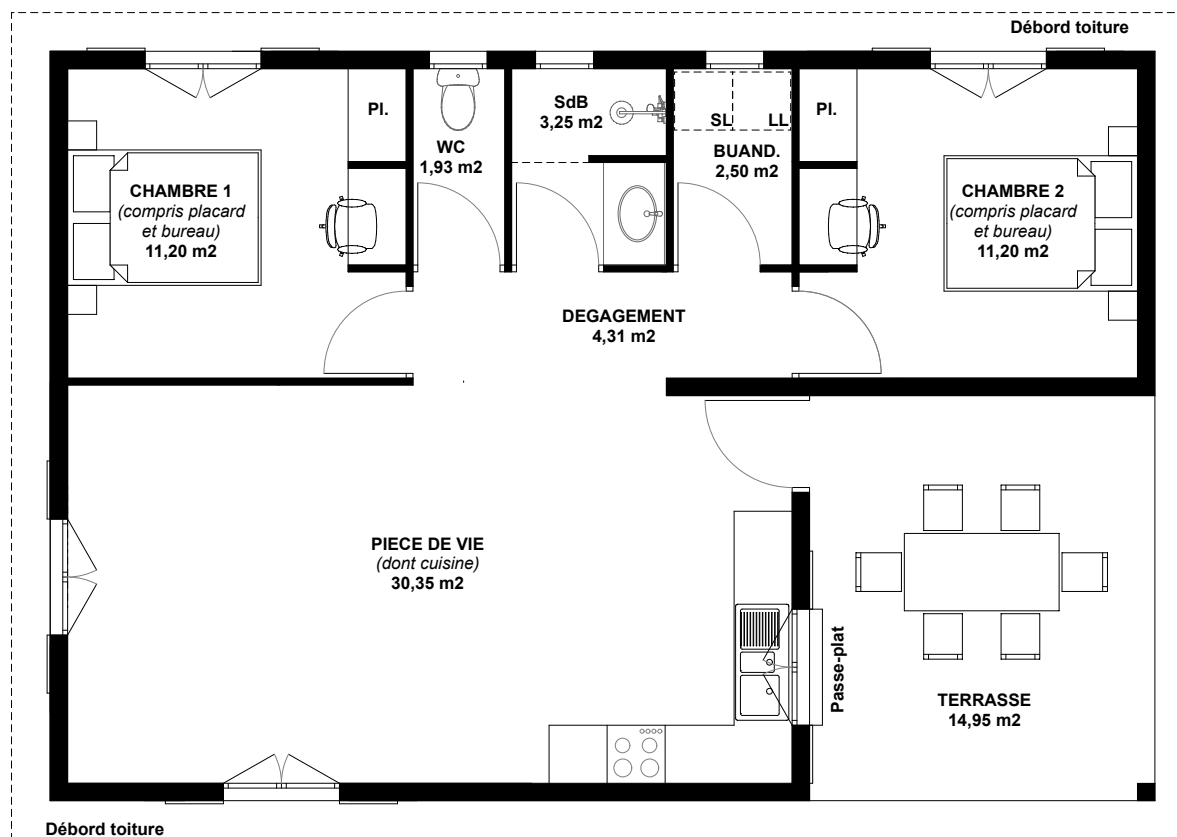 Débord toiture
Pl.
SdB
3,25 m2
SL
LL
Pl.
WC
1,93 m2
BUAND.
2,50 m2
CHAMBRE 1
(compris placard
et bureau)
11,20 m2
CHAMBRE 2
(compris placard
et bureau)
11,20 m2
DEGAGEMENT
4,31 m2
PIECE DE VIE
(dont cuisine)
30,35 m2
Passe-plat
TERRASSE
14,95 m2
Débord toiture